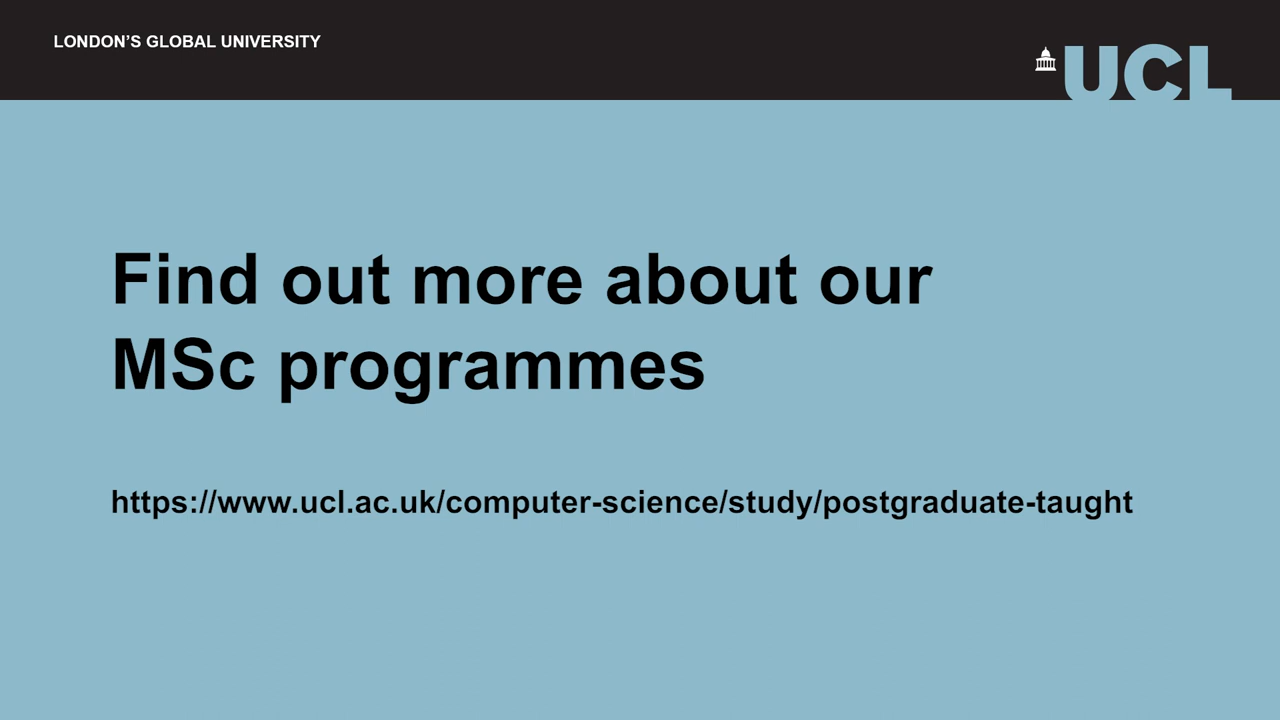 LONDON'S GLOBAL UNIVERSITY
UCL
Find out more about our
MSc programmes
https://www.ucl.ac.uk/computer-science/study/postgraduate-taught